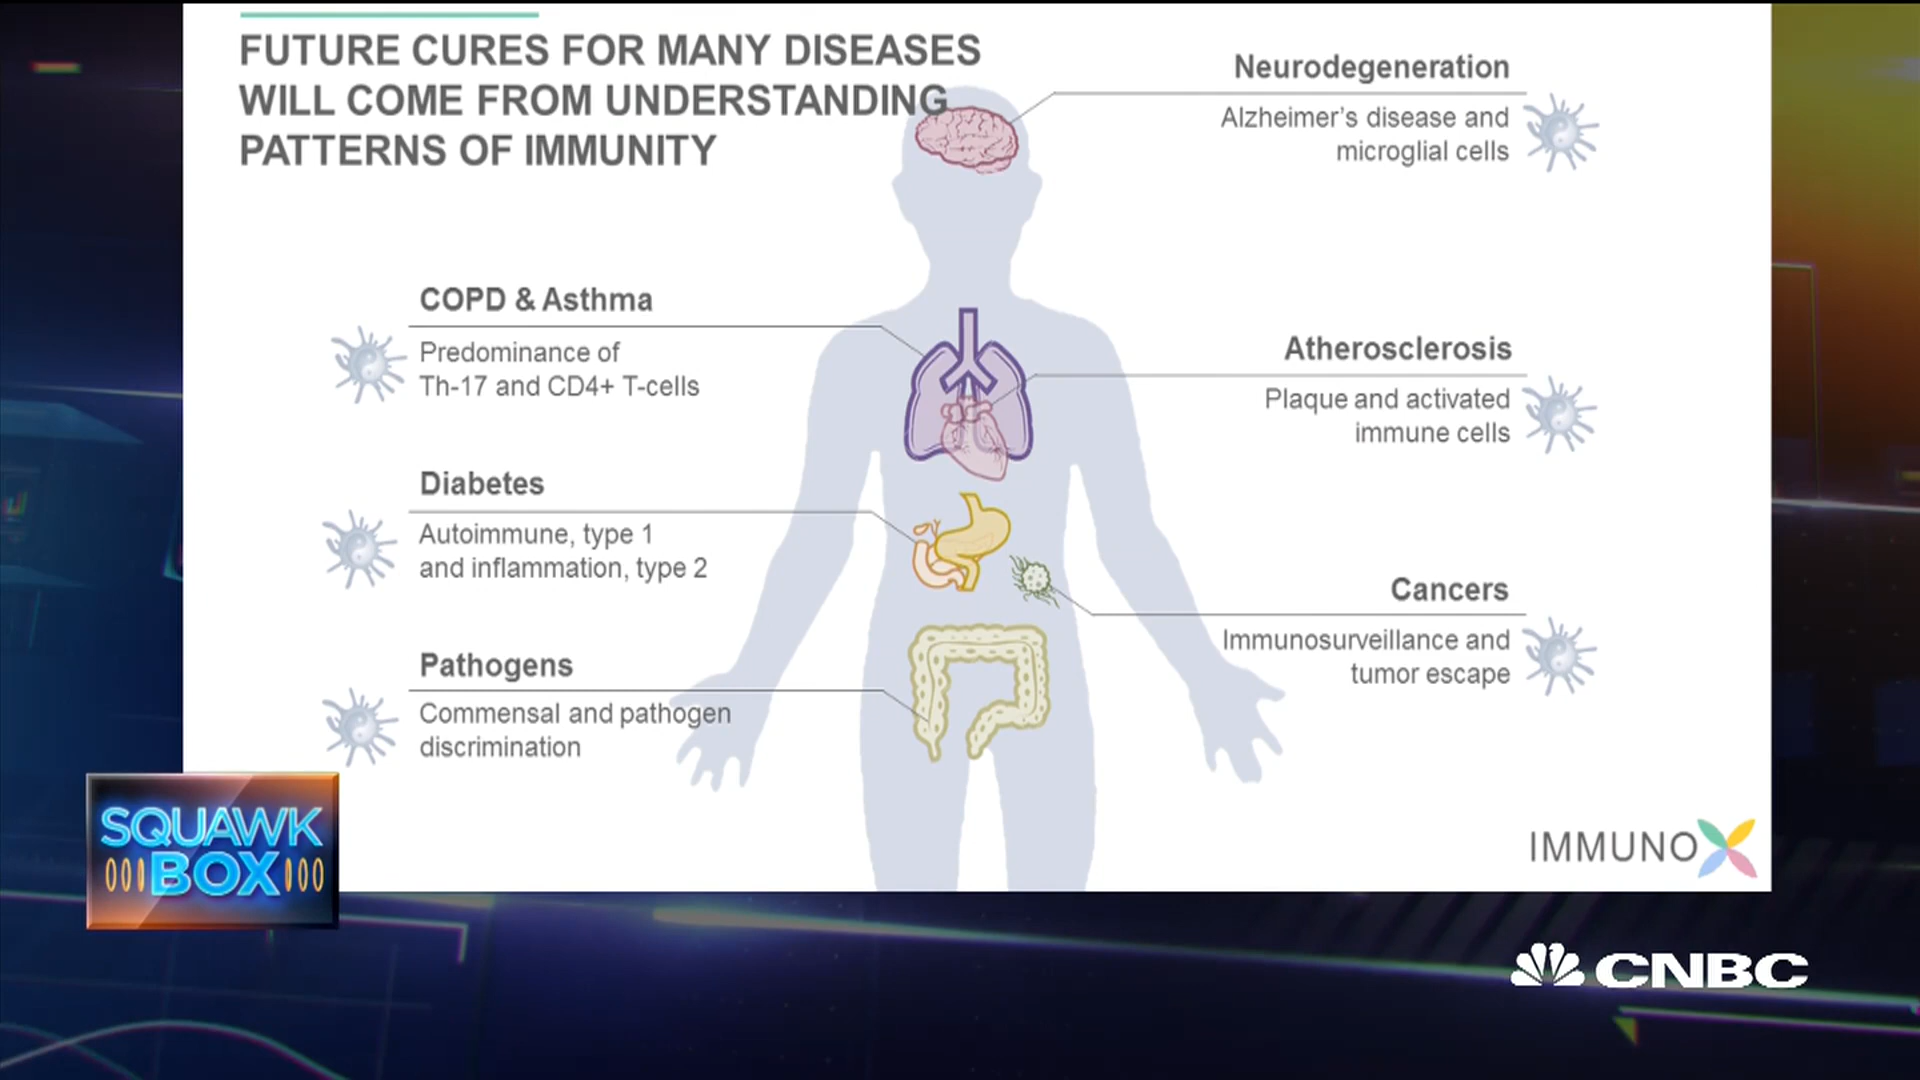 FUTURE CURES FOR MANY DISEASES
WILL COME FROM UNDERSTANDING
PATTERNS OF IMMUNITY
Neurodegeneration
Alzheimer's disease and
microglial cells
COPD & Asthma
Predominance of
Th-17 and CD4+ T-cells
Atherosclerosis
Plaque and activated
immune cells
Diabetes
Autoimmune, type 1
and inflammation, type 2
Cancers
Immunosurveillance and
tumor escape
Pathogens
Commensal and pathogen
discrimination
IMMUNOX
SQUAWK
BOX
CNBC